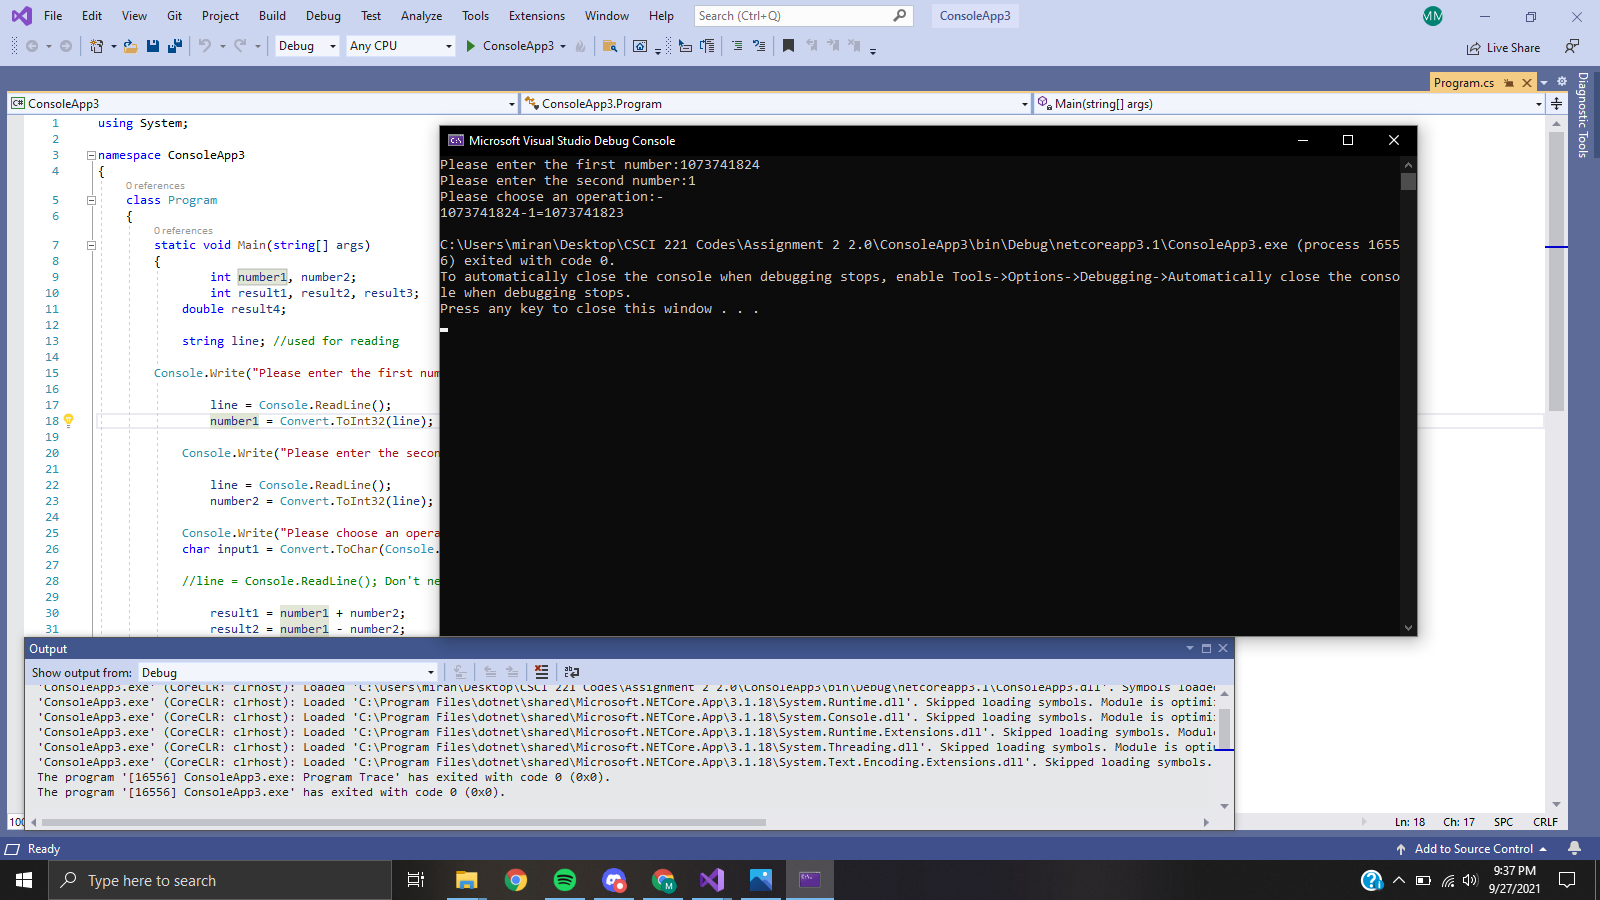 File Edit View Git Project Build Debug Test Analyze Tools Extensions Window Help Search (Ctrl+Q) ConsoleApp3 MM
Debug Any CPU ConsoleApp3 Live Share
Program.cs
Diagnostic Tools
C# ConsoleApp3 ConsoleApp3.Program Main(string[] args)
1 using System;
2
3 namespace ConsoleApp3
4 {
0 references
5 class Program
6 {
0 references
7 static void Main(string[] args)
8 {
9 int number1, number2;
10 int result1, result2, result3;
11 double result4;
12
13 string line; //used for reading
14
15 Console.Write("Please enter the first num
16
17 line = Console.ReadLine();
18 number1 = Convert.ToInt32(line);
19
20 Console.Write("Please enter the secon
21
22 line = Console.ReadLine();
23 number2 = Convert.ToInt32(line);
24
25 Console.Write("Please choose an opera
26 char input1 = Convert.ToChar(Console.
27
28 //line = Console.ReadLine(); Don't ne
29
30 result1 = number1 + number2;
31 result2 = number1 - number2;
Microsoft Visual Studio Debug Console
Please enter the first number:1073741824
Please enter the second number:1
Please choose an operation:-
1073741824-1=1073741823
C:\Users\miran\Desktop\CSCI 221 Codes\Assignment 2 2.0\ConsoleApp3\bin\Debug\netcoreapp3.1\ConsoleApp3.exe (process 1655
6) exited with code 0.
To automatically close the console when debugging stops, enable Tools->Options->Debugging->Automatically close the conso
le when debugging stops.
Press any key to close this window . . .
Output
Show output from: Debug
'ConsoleApp3.exe' (CoreCLR: clrhost): Loaded 'C:\Users\miran\Desktop\CSCI 221 Codes\Assignment 2 2.0\ConsoleApp3\bin\Debug\netcoreapp3.1\ConsoleApp3.dll'. Symbols loade
'ConsoleApp3.exe' (CoreCLR: clrhost): Loaded 'C:\Program Files\dotnet\shared\Microsoft.NETCore.App\3.1.18\System.Runtime.dll'. Skipped loading symbols. Module is optimi
'ConsoleApp3.exe' (CoreCLR: clrhost): Loaded 'C:\Program Files\dotnet\shared\Microsoft.NETCore.App\3.1.18\System.Console.dll'. Skipped loading symbols. Module is optimi
'ConsoleApp3.exe' (CoreCLR: clrhost): Loaded 'C:\Program Files\dotnet\shared\Microsoft.NETCore.App\3.1.18\System.Runtime.Extensions.dll'. Skipped loading symbols. Modul
'ConsoleApp3.exe' (CoreCLR: clrhost): Loaded 'C:\Program Files\dotnet\shared\Microsoft.NETCore.App\3.1.18\System.Threading.dll'. Skipped loading symbols. Module is opti
'ConsoleApp3.exe' (CoreCLR: clrhost): Loaded 'C:\Program Files\dotnet\shared\Microsoft.NETCore.App\3.1.18\System.Text.Encoding.Extensions.dll'. Skipped loading symbols.
The program '[16556] ConsoleApp3.exe: Program Trace' has exited with code 0 (0x0).
The program '[16556] ConsoleApp3.exe' has exited with code 0 (0x0).
100 Ln: 18 Ch: 17 SPC CRLF
Ready Add to Source Control
Type here to search
9:37 PM
9/27/2021